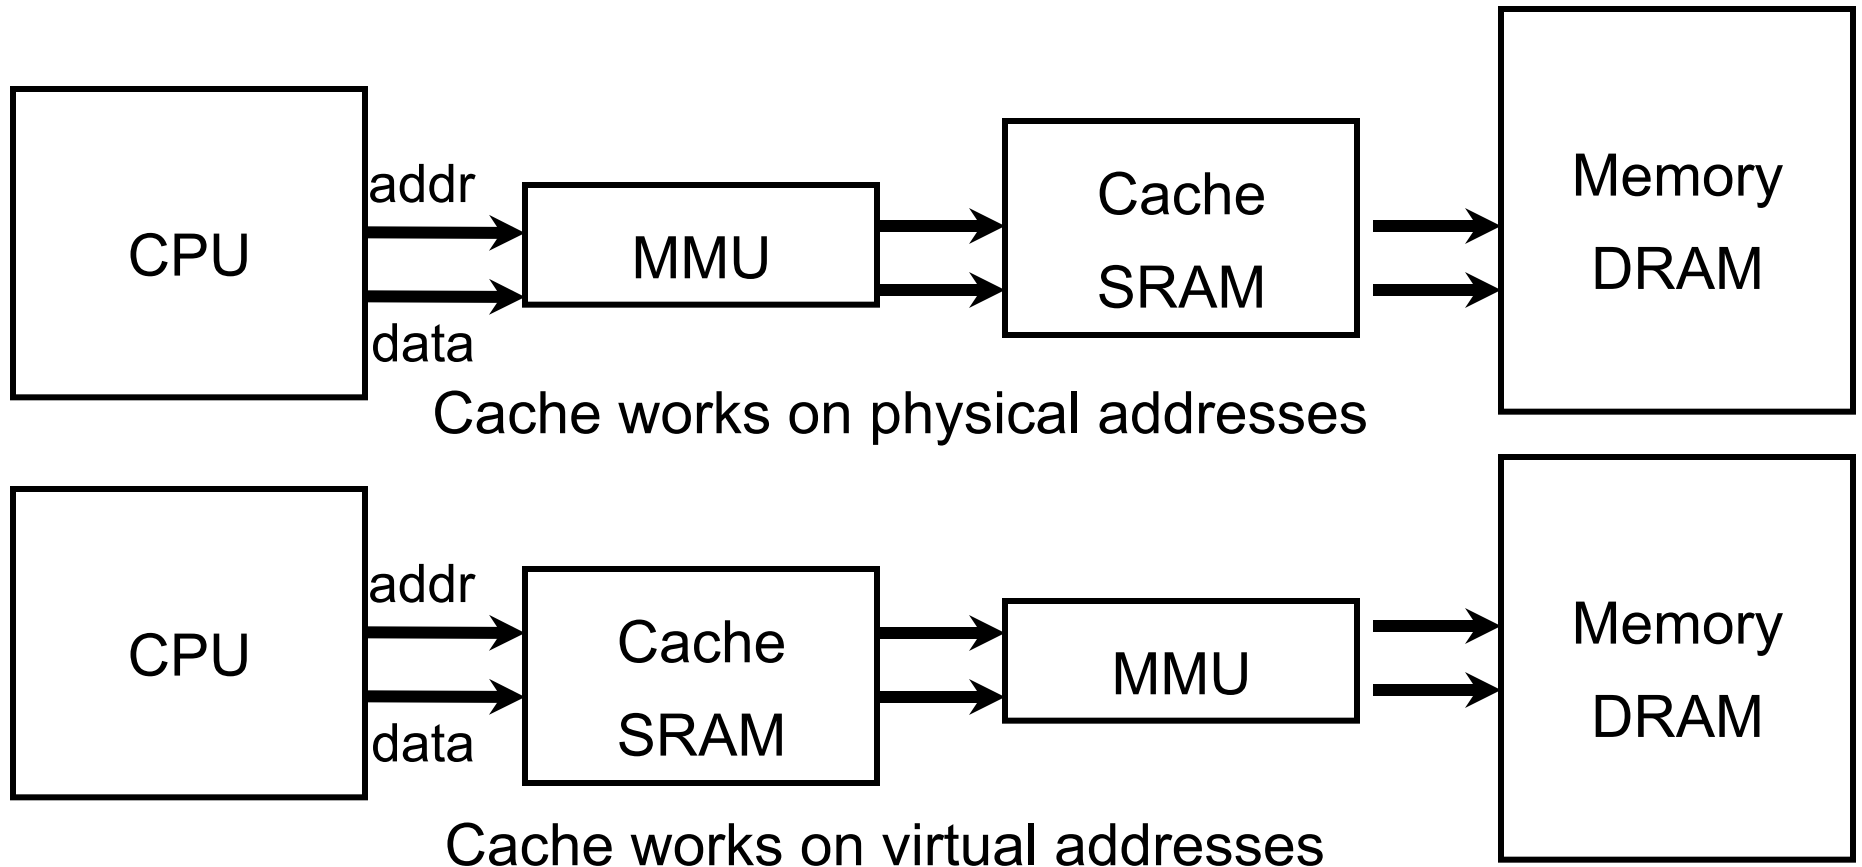 CPU
addr
data
MMU
Cache
SRAM
Memory
DRAM
Cache works on physical addresses
CPU
addr
data
Cache
SRAM
MMU
Memory
DRAM
Cache works on virtual addresses